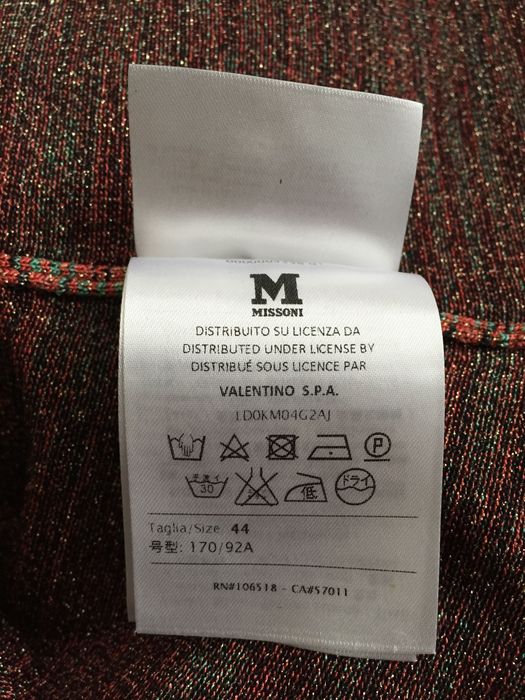 M
MISSONI
DISTRIBUITO SU LICENZA DA
DISTRIBUTED UNDER LICENSE BY
DISTRIBUÉ SOUS LICENCE PAR
VALENTINO S.P.A.
LD0KM04G2AJ
P
30
低
ドライ
Taglia/Size 44
号型: 170/92A
RN#106518 - CA#57011